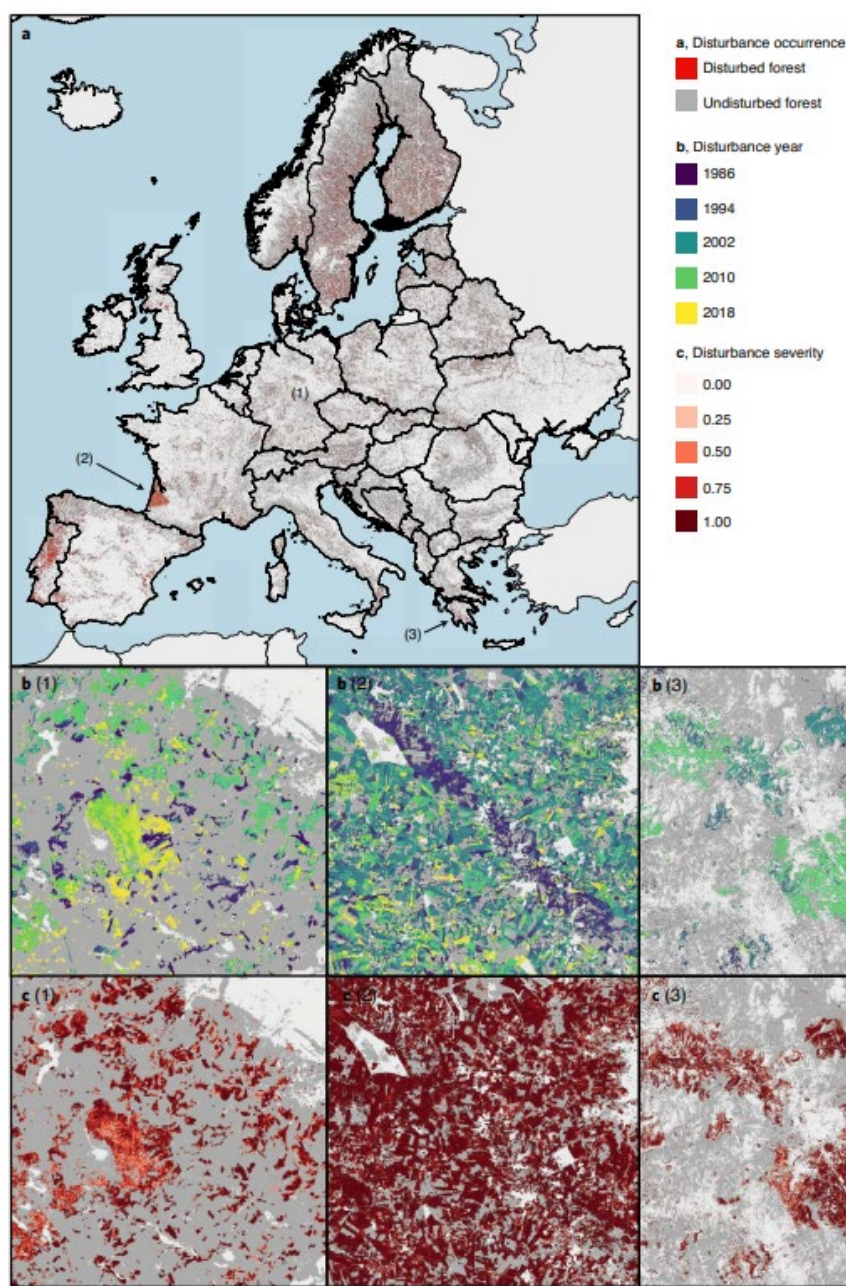 a
a, Disturbance occurrence
Disturbed forest
Undisturbed forest
b, Disturbance year
1986
1994
2002
2010
2018
c, Disturbance severity
0.00
0.25
0.50
0.75
1.00
(1)
(2)
(3)
b (1)
b (2)
b (3)
c (1)
c (2)
c (3)